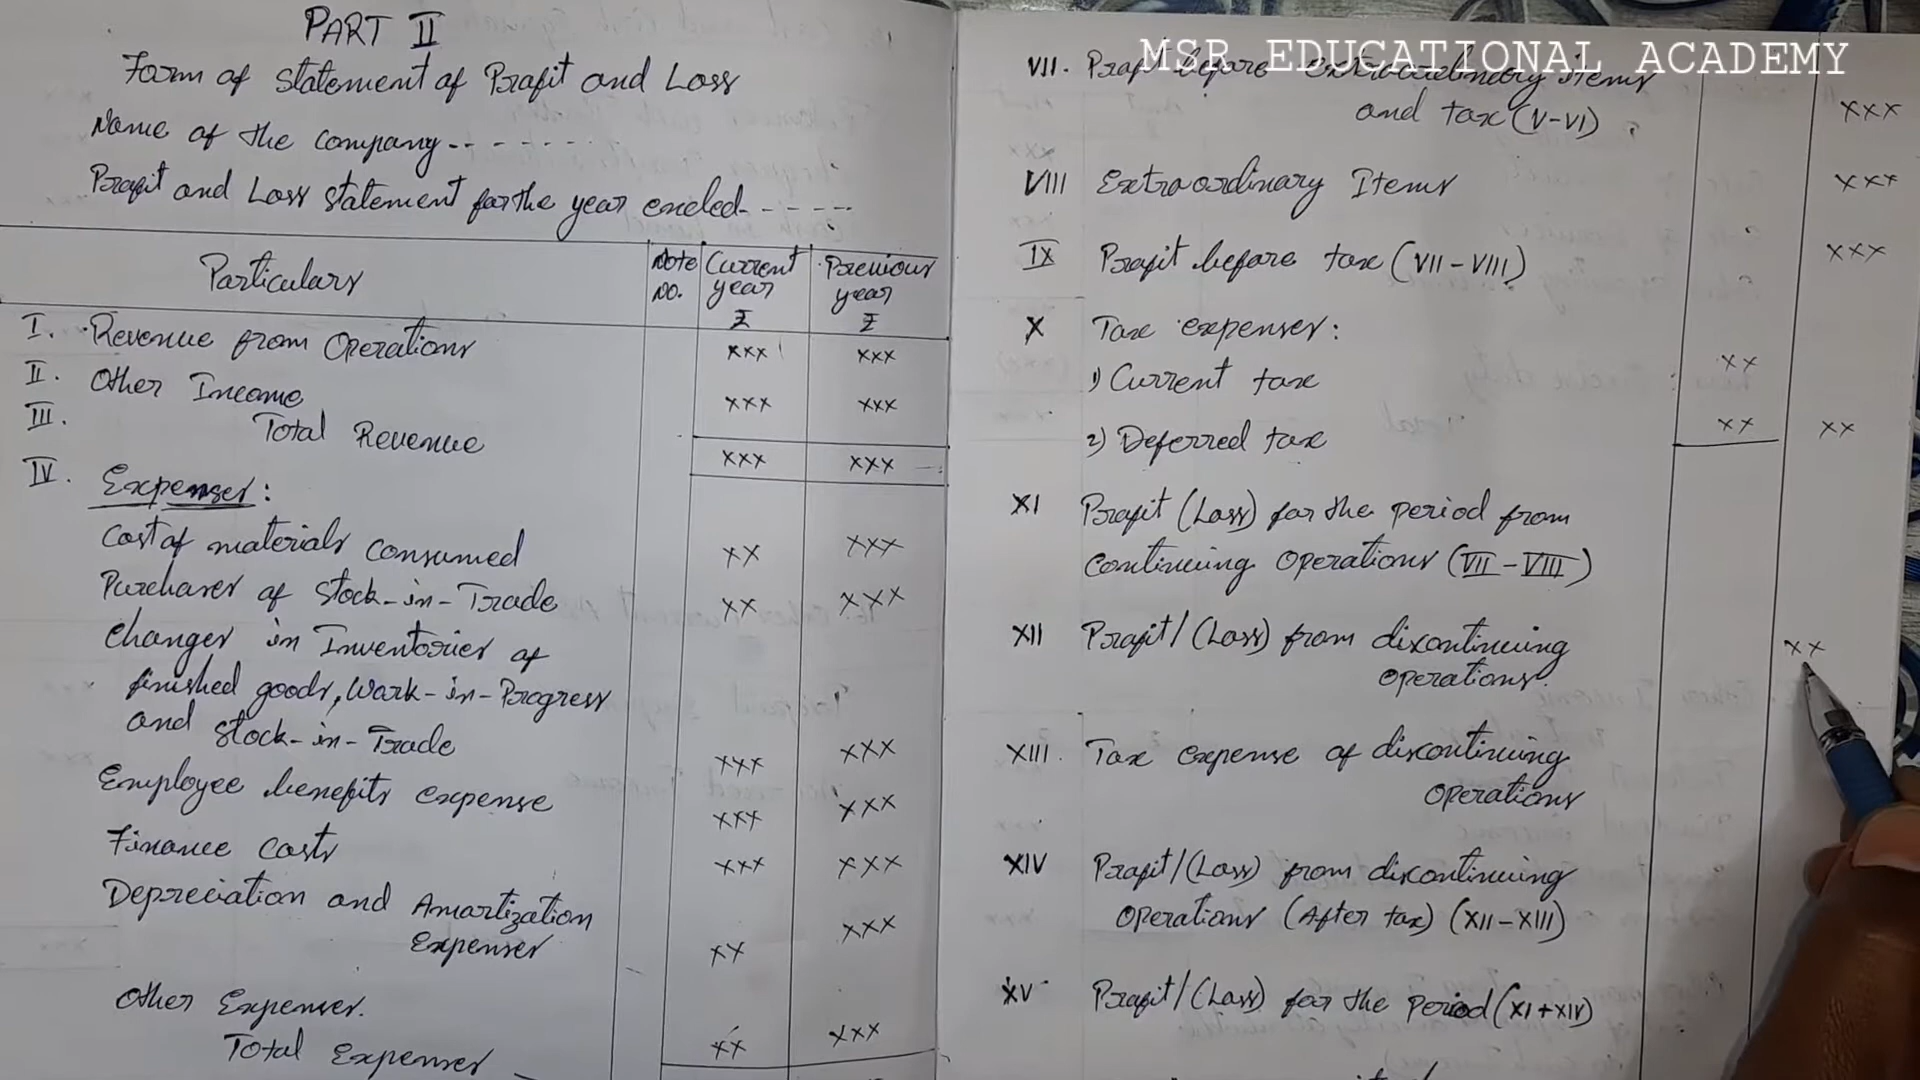 PART II
Form of Statement of Profit and Loss
Name of the company-- - - - - - -
Profit and Loss Statement for the year ended- - - - - -
Particulars
Note No.
Current year ₹
Previous year ₹
I. Revenue from Operations xxx xxx
II. Other Income xxx xxx
III. Total Revenue xxx xxx
IV. Expenses:
Cost of materials consumed xx xxx
Purchases of Stock-in-Trade xx xxx
Changes in Inventories of
finished goods, Work-in-Progress
and Stock-in-Trade xxx xxx
Employee benefits expense xxx xxx
Finance Costs xxx xxx
Depreciation and Amortization
Expenses xx xxx
Other Expenses. xx xxx
Total Expenses
MSR EDUCATIONAL ACADEMY
VII. Profit before extraordinary items
and tax (V-VI) xxx
VIII Extraordinary Items xxx
IX Profit before tax (VII-VIII) xxx
X Tax expenses:
1) Current tax xx
2) Deferred tax xx xx
XI Profit (Loss) for the period from
continuing operations (VII-VIII)
XII Profit/(Loss) from discontinuing xx
operations
XIII. Tax expense of discontinuing
operations
XIV Profit/(Loss) from discontinuing
operations (After tax) (XII-XIII)
XV Profit/(Loss) for the Period (XI+XIV)